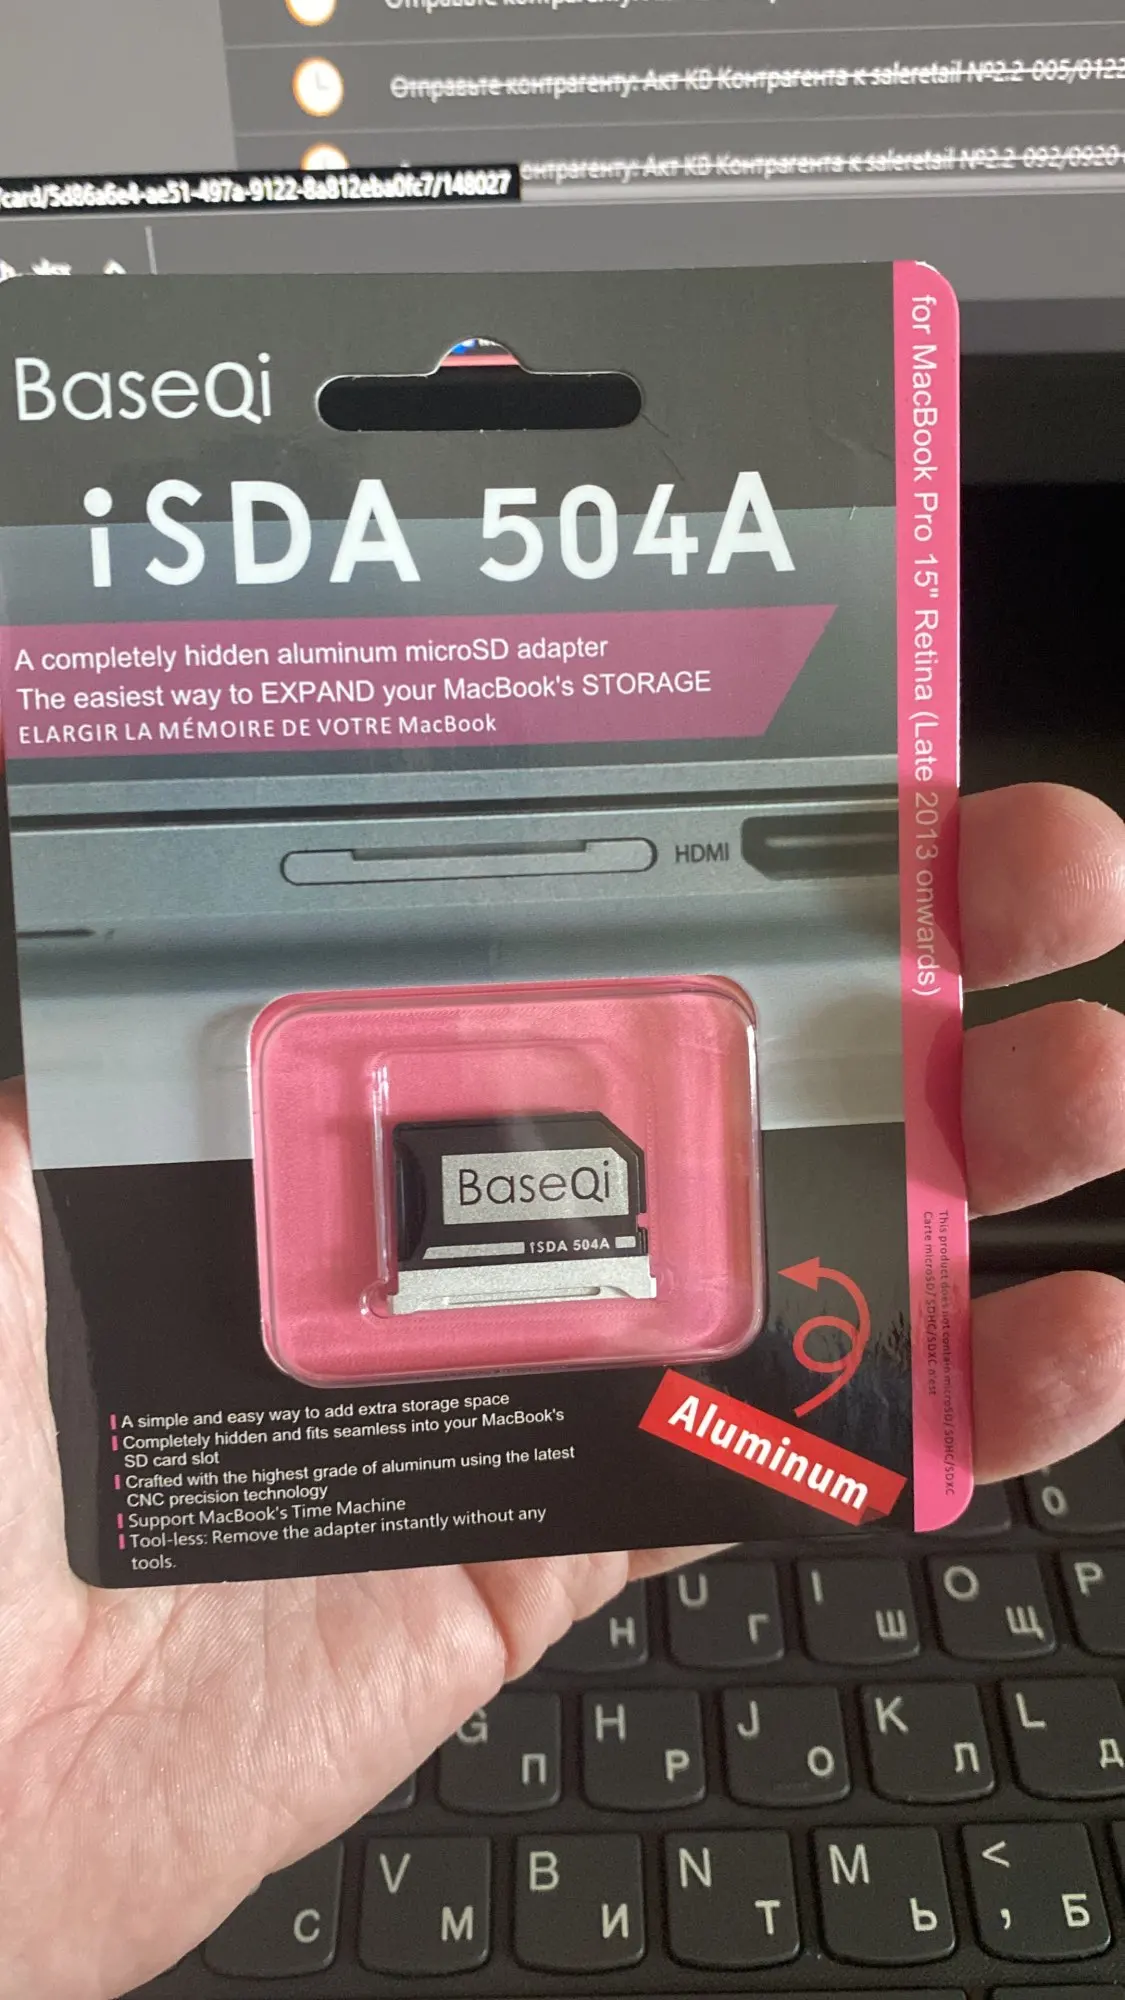 Отправьте контрагенту: Акт КВ Контрагента к saleretail №2.2-005/0122
контрагенту: Акт КВ Контрагента к saleretail №2.2-092/0920
/card/5d86a6e4-ae51-497a-9122-8a812eba0fc7/148027
BaseQi
iSDA 504A
A completely hidden aluminum microSD adapter
The easiest way to EXPAND your MacBook's STORAGE
ELARGIR LA MÉMOIRE DE VOTRE MacBook
for MacBook Pro 15" Retina (Late 2013 onwards)
HDMI
BaseQi
iSDA 504A
This product does not contain microSD/SDHC/SDXC
Carte microSD/SDHC/SDXC n'est
Aluminum
A simple and easy way to add extra storage space
Completely hidden and fits seamless into your MacBook's
SD card slot
Crafted with the highest grade of aluminum using the latest
CNC precision technology
Support MacBook's Time Machine
Tool-less: Remove the adapter instantly without any
tools.
0
U I O P
Н Г Ш Щ
G H J K L
П Р О Л Д
V B N M <
С М И Т Ь , Б